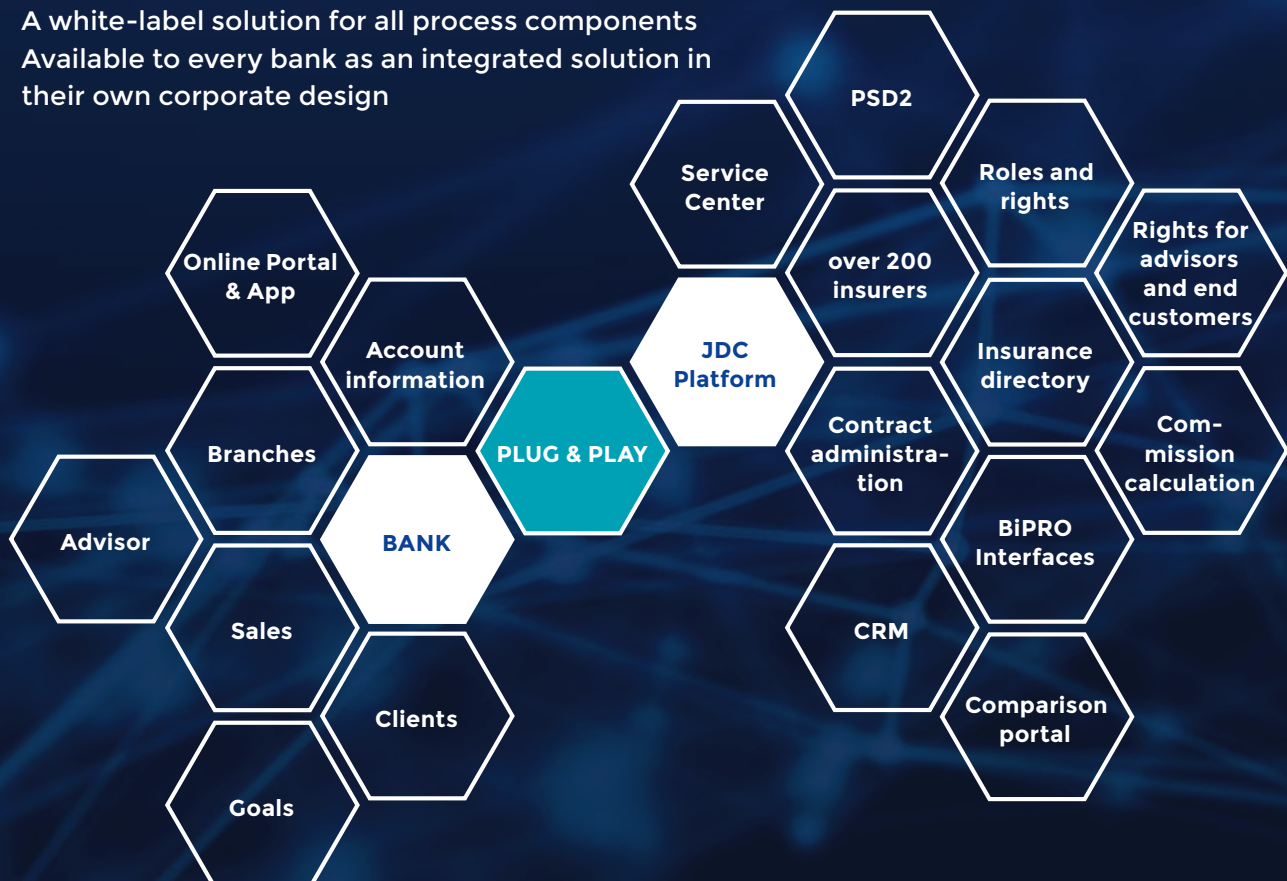 A white-label solution for all process components
Available to every bank as an integrated solution in
their own corporate design
PSD2
Service
Center
Roles and
rights
Rights for
advisors
and end
customers
Online Portal
& App
over 200
insurers
Account
information
JDC
Platform
Insurance
directory
Branches
PLUG & PLAY
Contract
administra-
tion
Com-
mission
calculation
Advisor
BANK
BiPRO
Interfaces
Sales
CRM
Clients
Comparison
portal
Goals